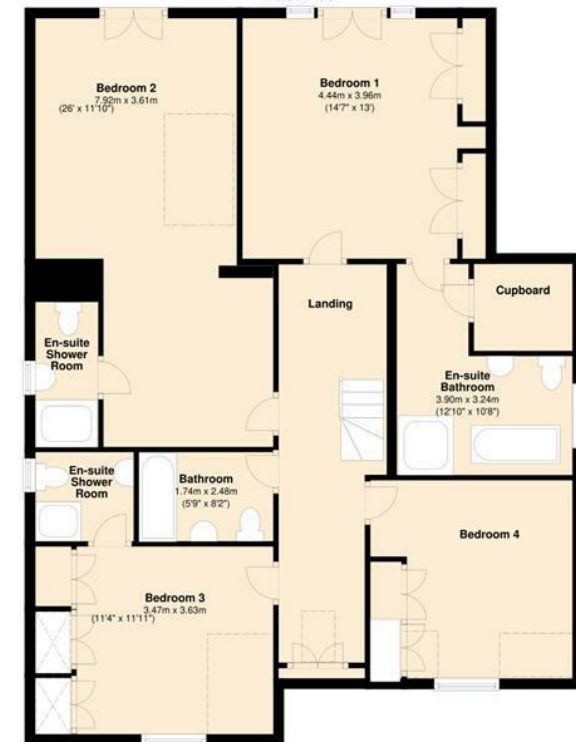 Bedroom 2
7.92m x 3.61m
(26' x 11'10")
Bedroom 1
4.44m x 3.96m
(14'7" x 13')
Landing
Cupboard
En-suite
Shower
Room
En-suite
Bathroom
3.90m x 3.24m
(12'10" x 10'8")
En-suite
Shower
Room
Bathroom
1.74m x 2.48m
(5'9" x 8'2")
Bedroom 4
Bedroom 3
3.47m x 3.63m
(11'4" x 11'11")